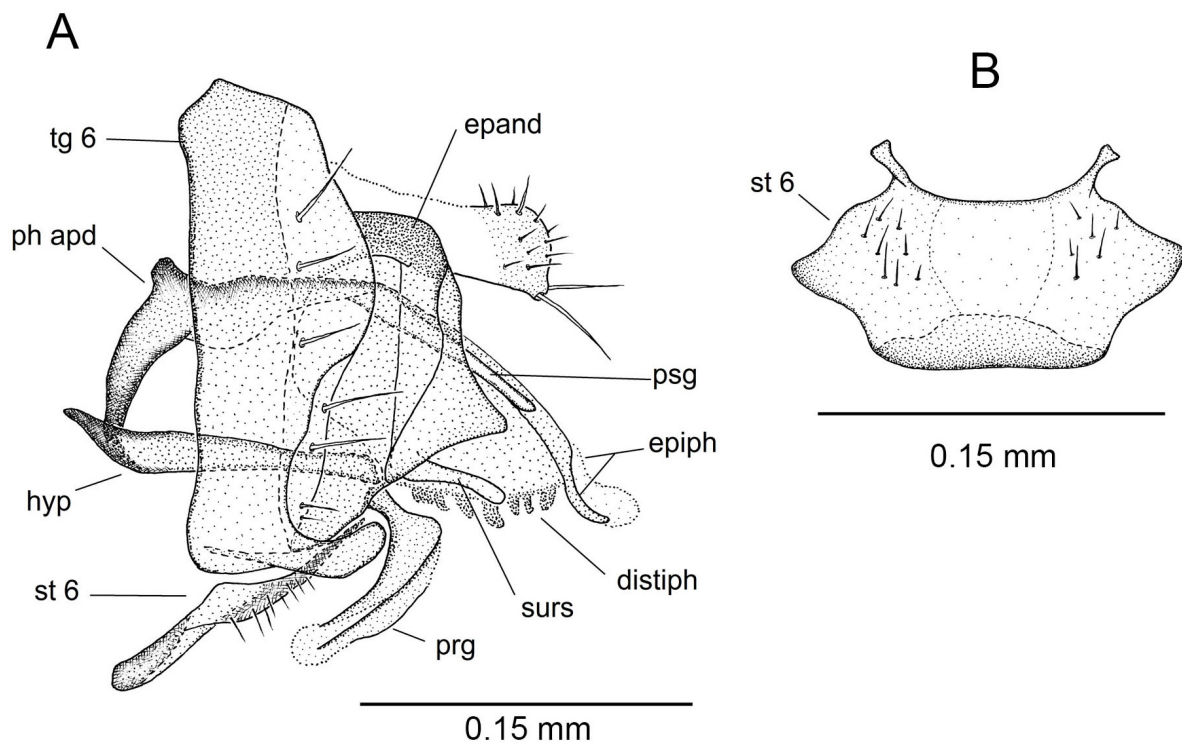 A
tg 6
epand
ph apd
psg
epiph
hyp
distiph
st 6
surs
prg
0.15 mm
B
st 6
0.15 mm